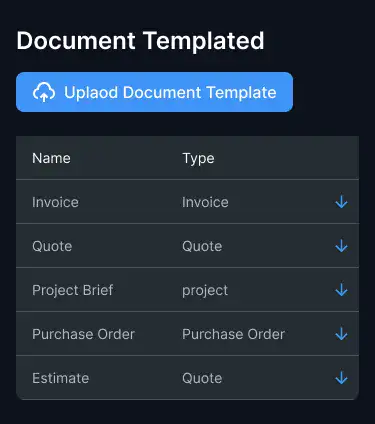 Document Templated
Uplaod Document Template
Name Type
Invoice Invoice
Quote Quote
Project Brief project
Purchase Order Purchase Order
Estimate Quote